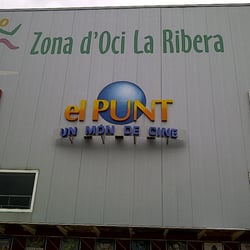 Zona d'Oci La Ribera
el PUNT
UN MÓN DE CINE